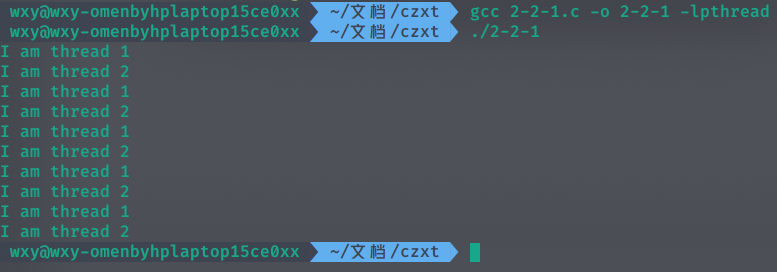 wxy@wxy-omenbyhplaptop15ce0xx ~/文档/czxt gcc 2-2-1.c -o 2-2-1 -lpthread
wxy@wxy-omenbyhplaptop15ce0xx ~/文档/czxt ./2-2-1
I am thread 1
I am thread 2
I am thread 1
I am thread 2
I am thread 1
I am thread 2
I am thread 1
I am thread 2
I am thread 1
I am thread 2
wxy@wxy-omenbyhplaptop15ce0xx ~/文档/czxt